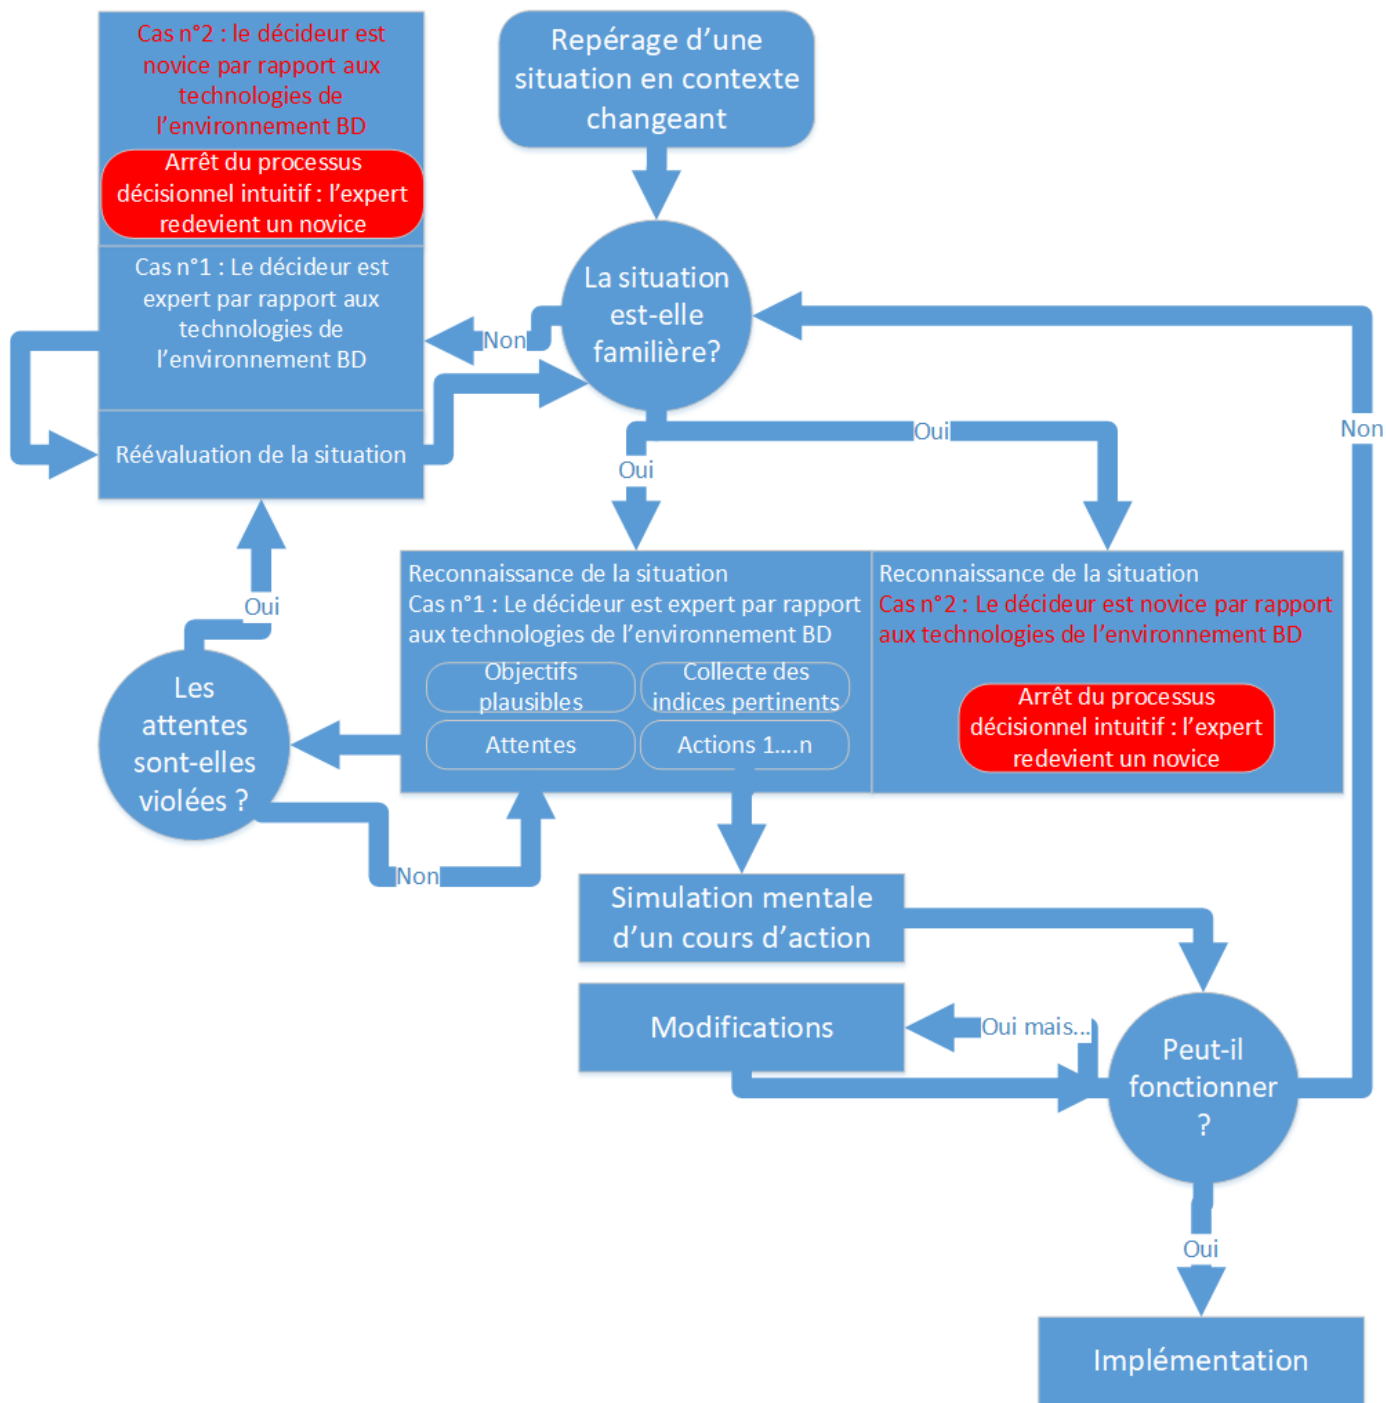 Cas n°2 : le décideur est
novice par rapport aux
technologies de
l’environnement BD
Arrêt du processus
décisionnel intuitif : l’expert
redevient un novice
Cas n°1 : Le décideur est
expert par rapport aux
technologies de
l’environnement BD
Réévaluation de la situation
Repérage d’une
situation en contexte
changeant
La situation
est-elle
familière?
Non
Oui
Oui
Non
Reconnaissance de la situation
Cas n°1 : Le décideur est expert par rapport
aux technologies de l’environnement BD
Objectifs
plausibles
Collecte des
indices pertinents
Attentes
Actions 1....n
Reconnaissance de la situation
Cas n°2 : Le décideur est novice par rapport
aux technologies de l’environnement BD
Arrêt du processus
décisionnel intuitif : l’expert
redevient un novice
Oui
Les
attentes
sont-elles
violées ?
Non
Simulation mentale
d’un cours d’action
Modifications
Oui mais...
Peut-il
fonctionner
?
Oui
Implémentation